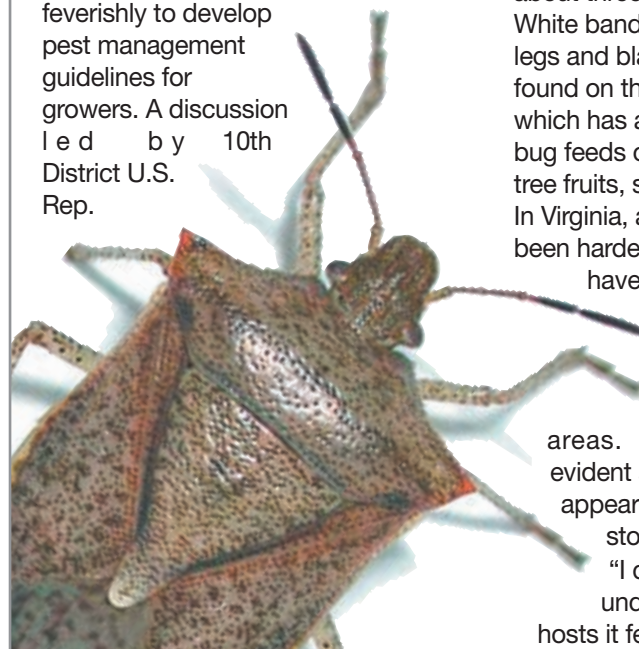 feverishly to develop
pest management
guidelines for
growers. A discussion
led by 10th
District U.S.
Rep.
about three
White band
legs and bla
found on th
which has a
bug feeds o
tree fruits, s
In Virginia, a
been harde
have
areas.
evident
appear
sto
“I
und
hosts it fe